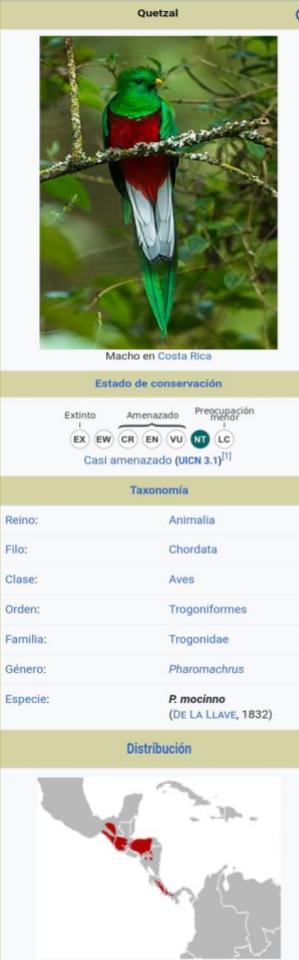 Quetzal
Macho en Costa Rica
Estado de conservación
Extinto Amenazado Preocupación
menor
EX EW CR EN VU NT LC
Casi amenazado (UICN 3.1)[1]
Taxonomía
Reino: Animalia
Filo: Chordata
Clase: Aves
Orden: Trogoniformes
Familia: Trogonidae
Género: Pharomachrus
Especie: P. mocinno
(DE LA LLAVE, 1832)
Distribución